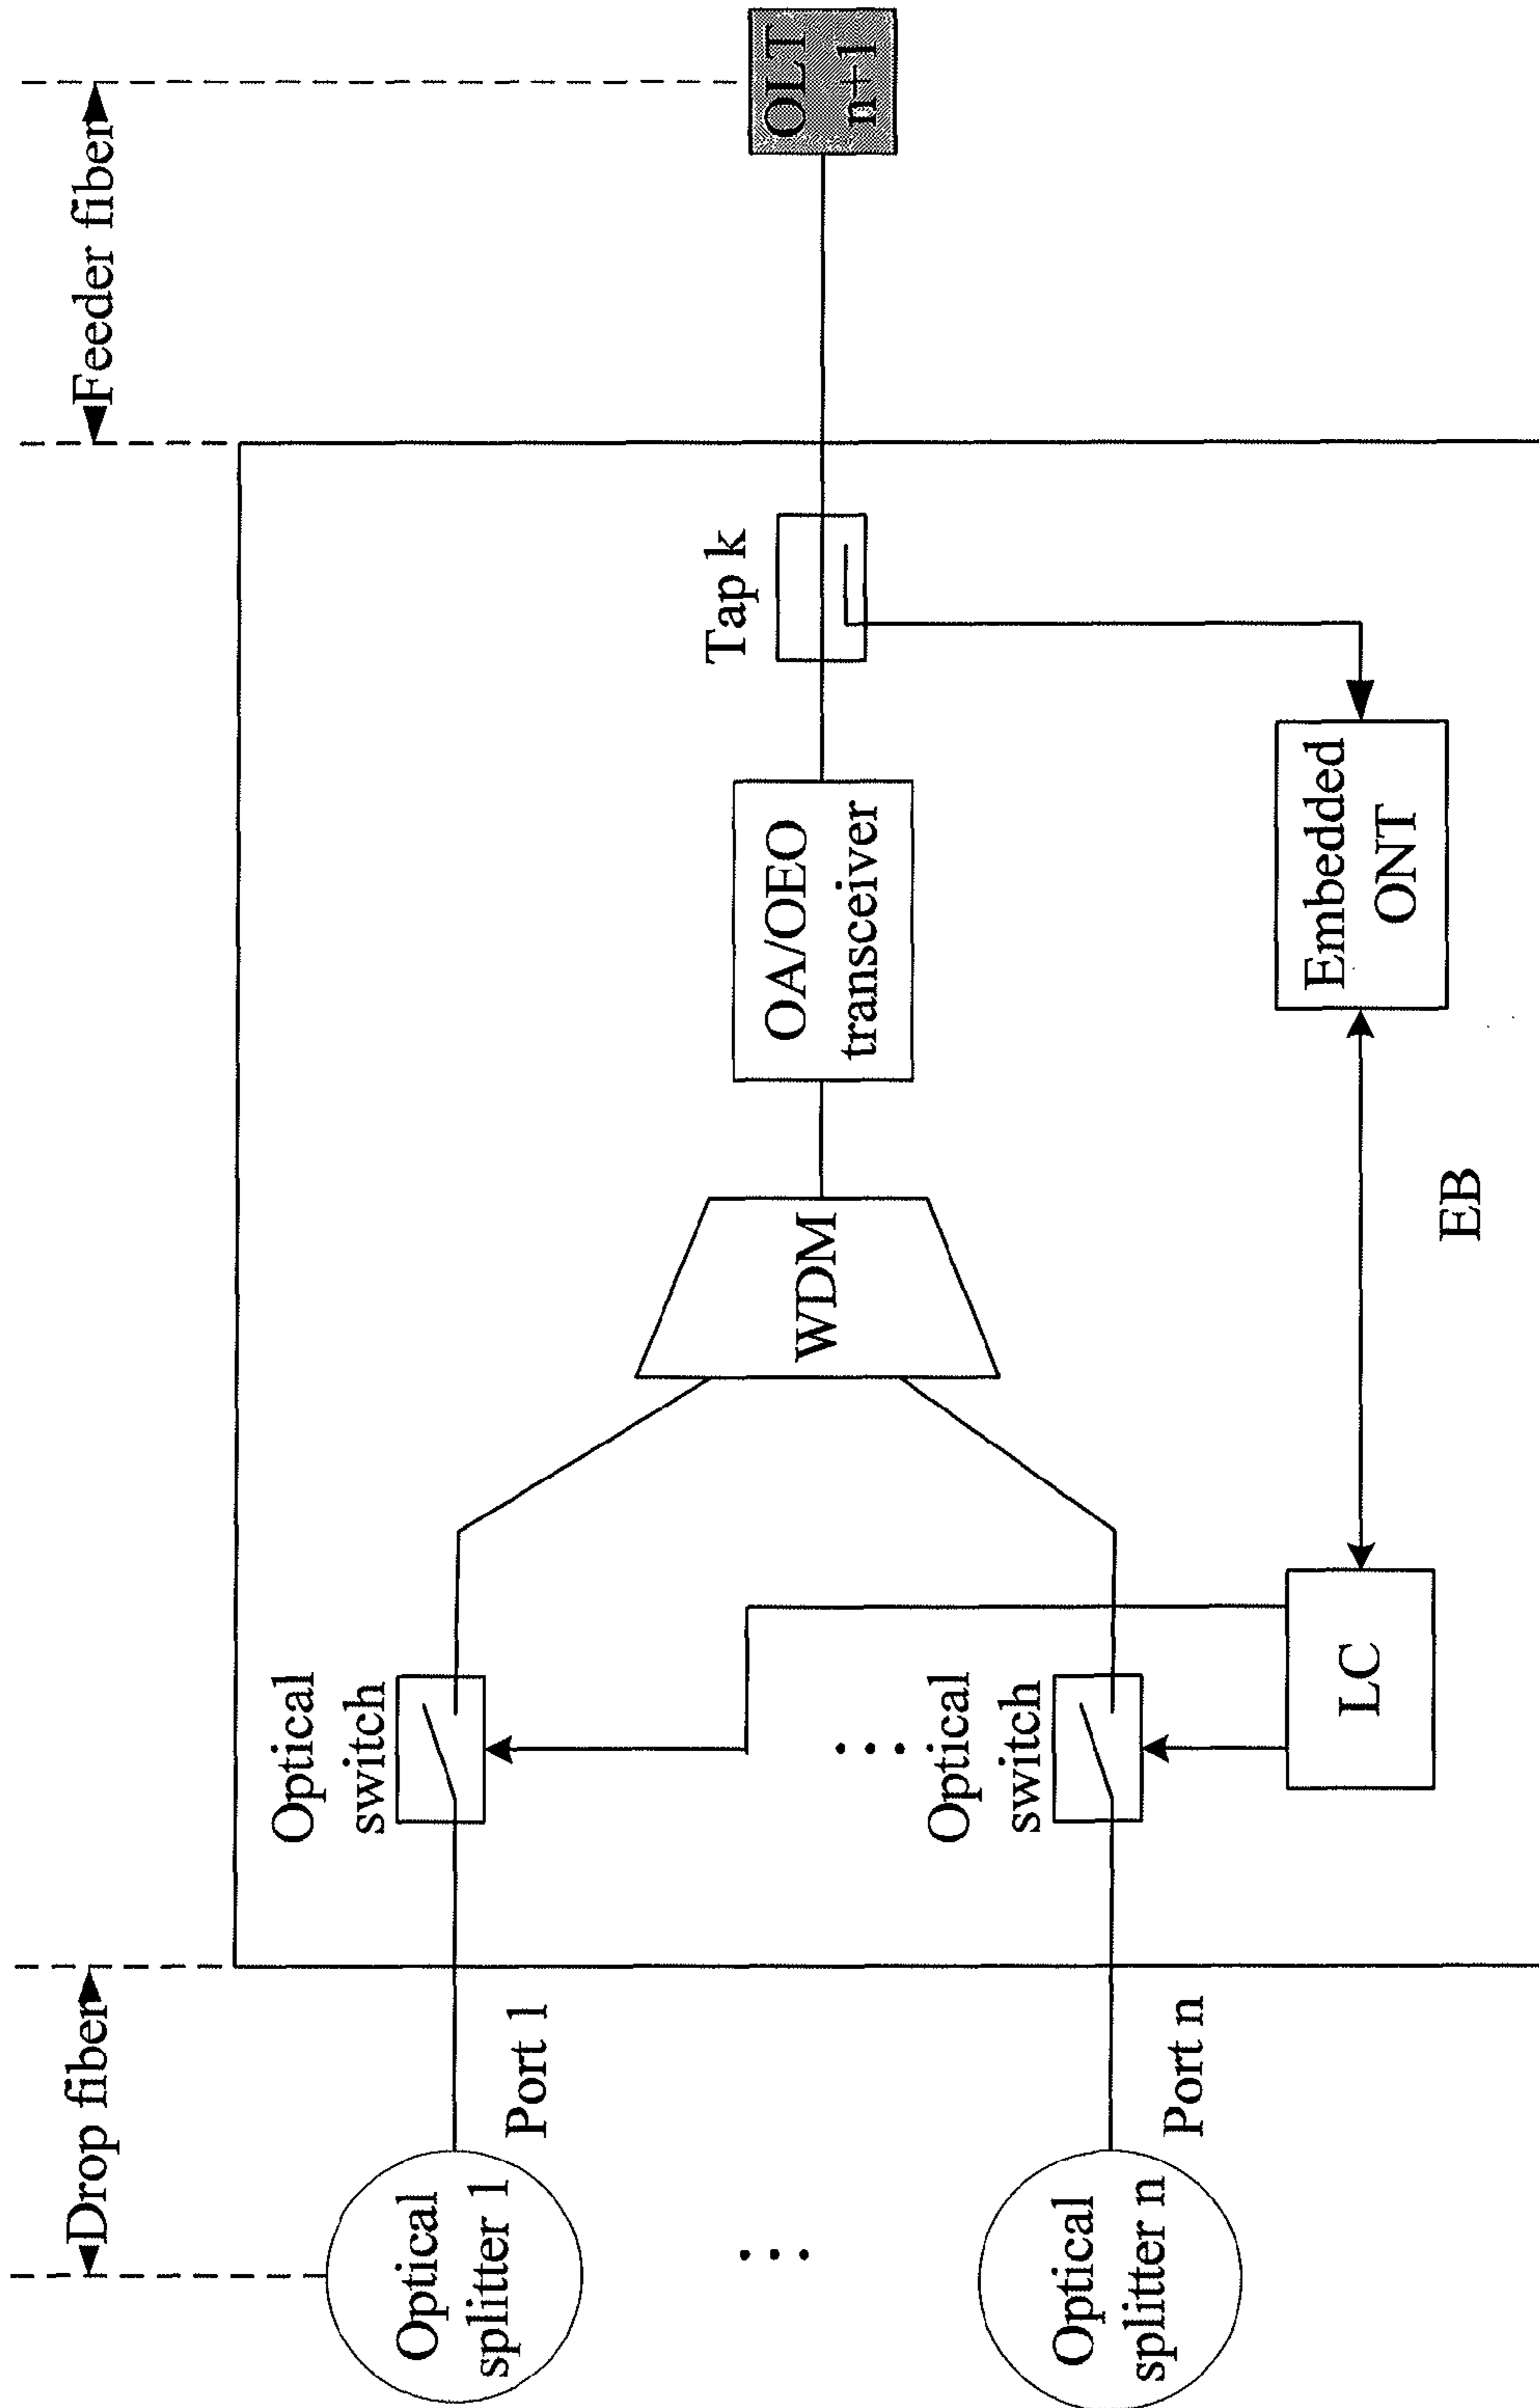 Drop fiber
Feeder fiber
Optical
splitter 1
Port 1
Optical
switch
WDM
OA/OEO
transceiver
Tap k
OLT
n+1
Optical
splitter n
Port n
Optical
switch
LC
Embedded
ONT
EB